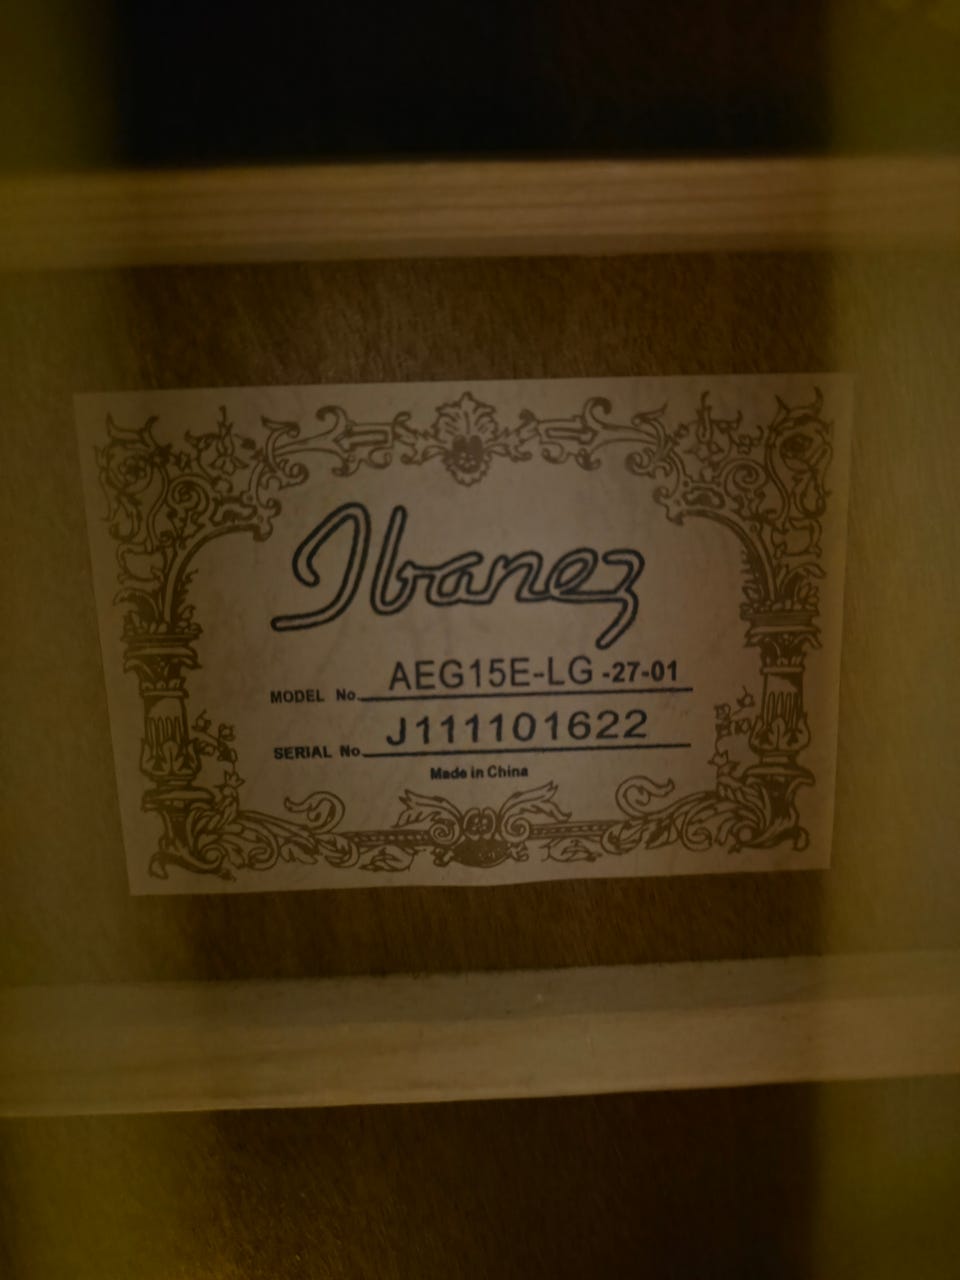 Ibanez
MODEL No. AEG15E-LG -27-01
SERIAL No. J111101622
Made in China